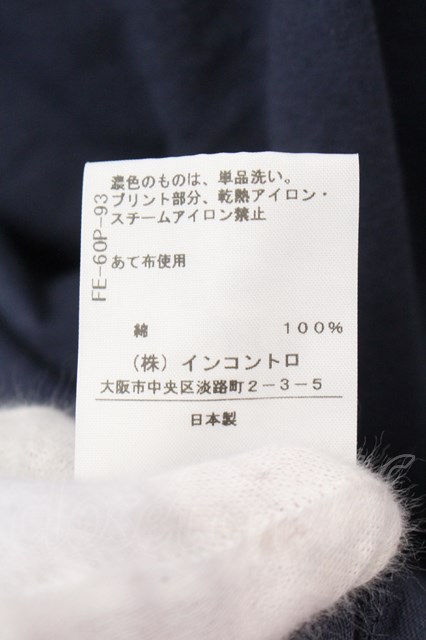 濃色のものは、単品洗い。
プリント部分、乾熱アイロン・
スチームアイロン禁止
あて布使用
FE-60P-93
綿 100%
(株)インコントロ
大阪市中央区淡路町2-3-5
日本製